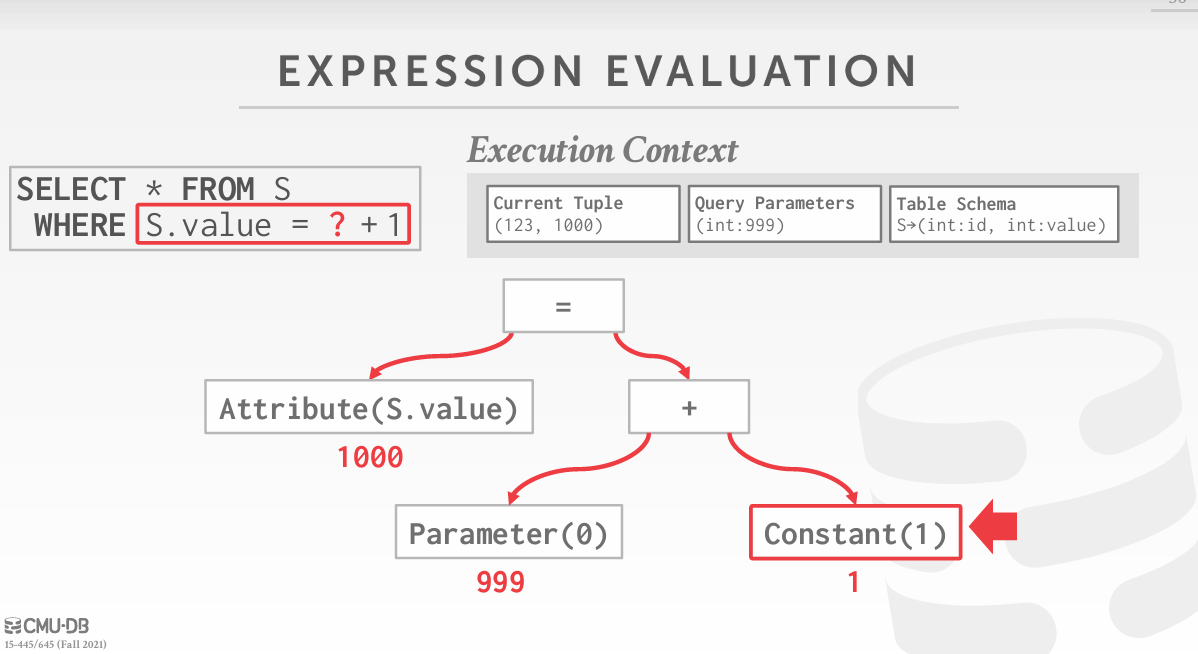 EXPRESSION EVALUATION
Execution Context
SELECT * FROM S
WHERE S.value = ? + 1
Current Tuple
(123, 1000)
Query Parameters
(int:999)
Table Schema
S→(int:id, int:value)
=
Attribute(S.value)
+
1000
Parameter(0)
Constant(1)
999
1
CMU·DB
15-445/645 (Fall 2021)